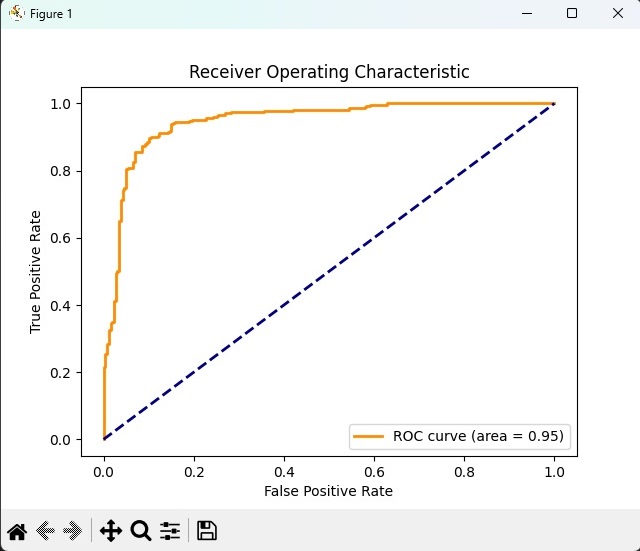 Figure 1
Receiver Operating Characteristic
1.0
0.8
0.6
0.4
0.2
0.0
True Positive Rate
ROC curve (area = 0.95)
0.0 0.2 0.4 0.6 0.8 1.0
False Positive Rate